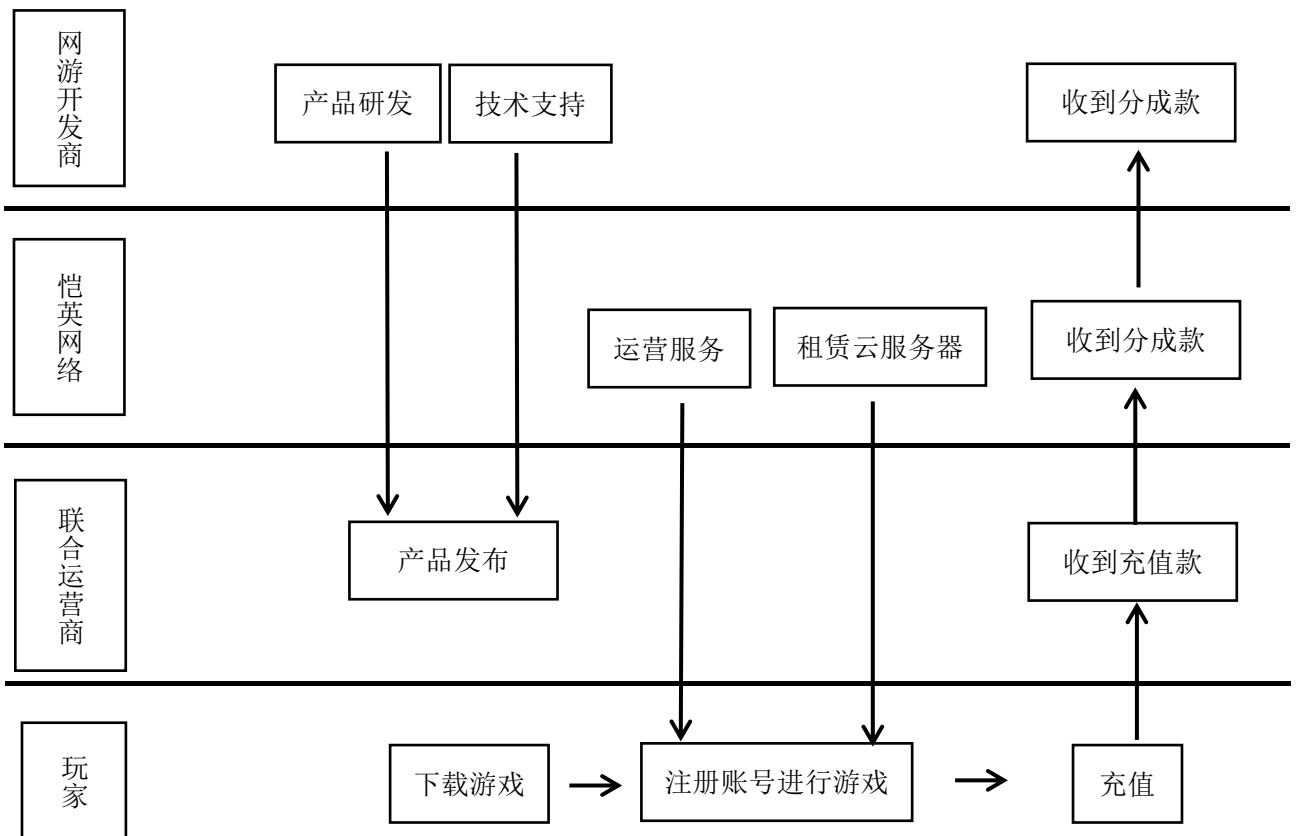 网游开发商
产品研发
技术支持
收到分成款
恺英网络
运营服务
租赁云服务器
收到分成款
联合运营商
产品发布
收到充值款
玩家
下载游戏
注册账号进行游戏
充值